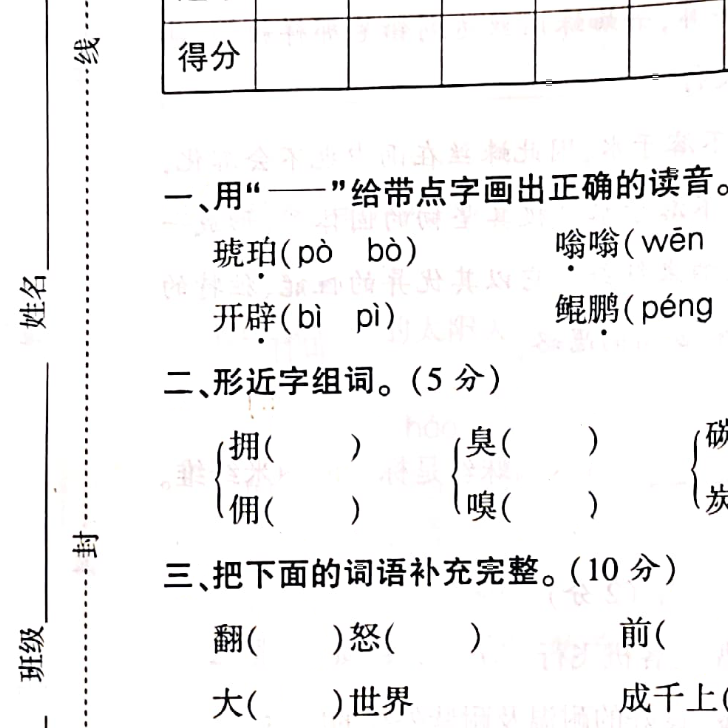 得分
一、用“——”给带点字画出正确的读音。
琥珀(pò bò) 嗡嗡(wēn
开辟(bì pì) 鲲鹏(péng
二、形近字组词。(5 分)
拥( ) 臭( ) 碳
佣( ) 嗅( ) 炭
三、把下面的词语补充完整。(10 分)
翻( )怒( ) 前(
大( )世界 成千上(
线
姓名
封
班级